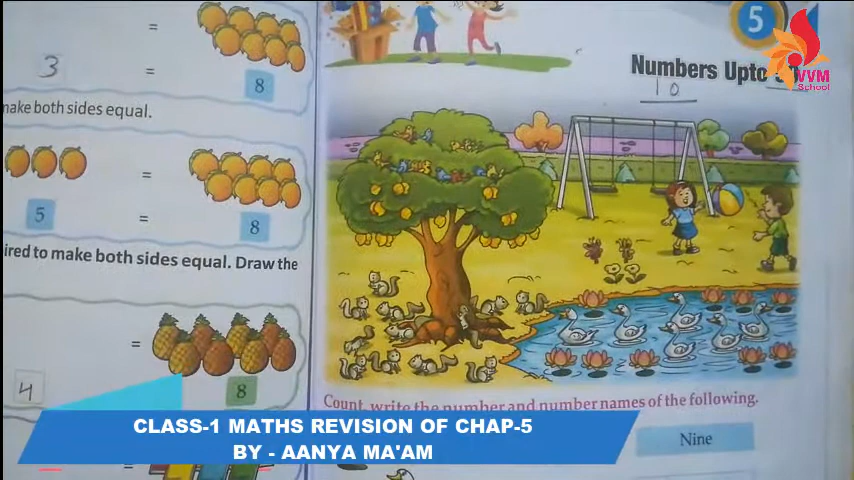 =
3
=
8
make both sides equal.
=
5
=
8
ired to make both sides equal. Draw the
=
4
8
=
5
VVM
School
Numbers Upto
10
Count, write the number and number names of the following.
Nine
CLASS-1 MATHS REVISION OF CHAP-5
BY - AANYA MA'AM